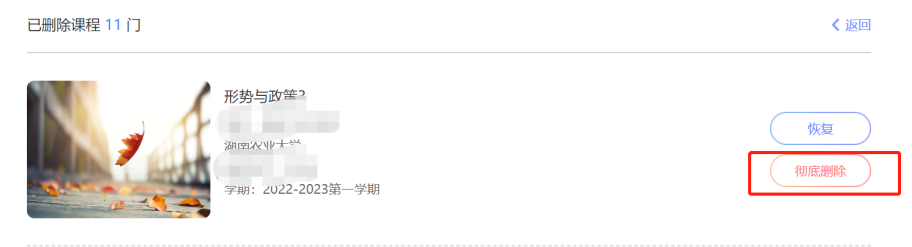 已删除课程 11 门
返回
形势与政策3
湖南农业大学
学期：2022-2023第一学期
恢复
彻底删除